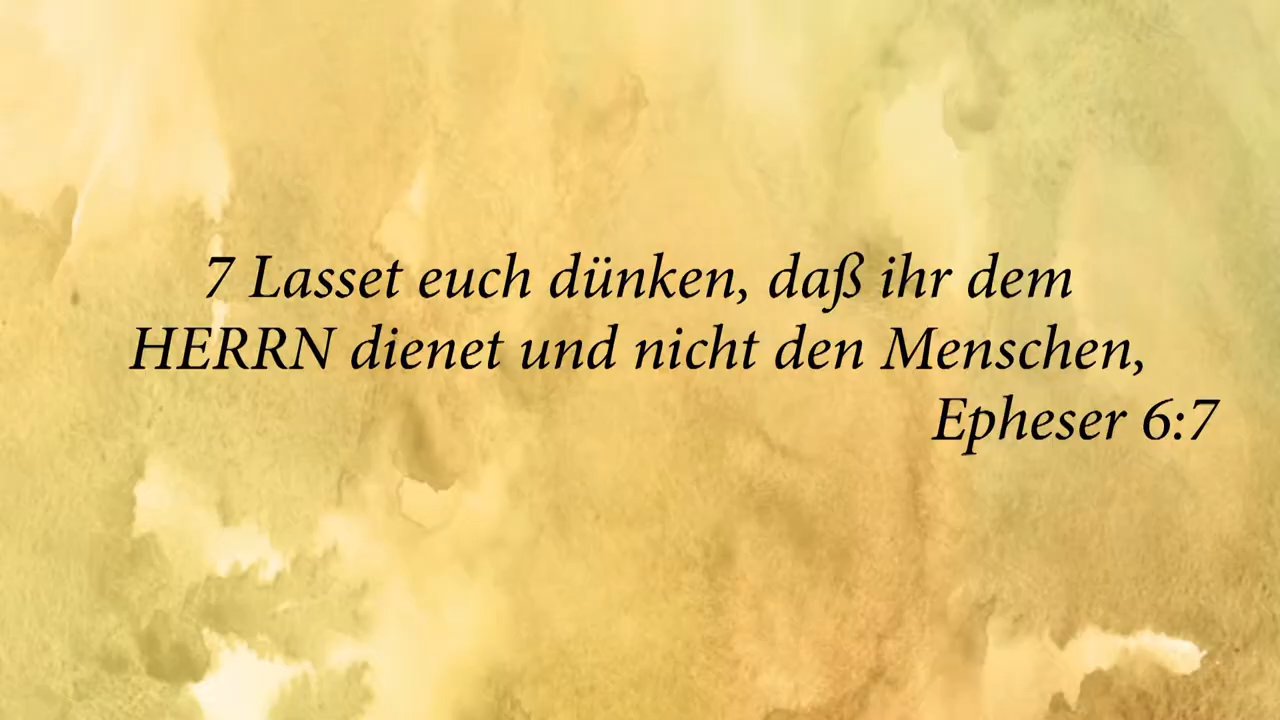 7 Lasset euch dünken, daß ihr dem
HERRN dienet und nicht den Menschen,
Epheser 6:7